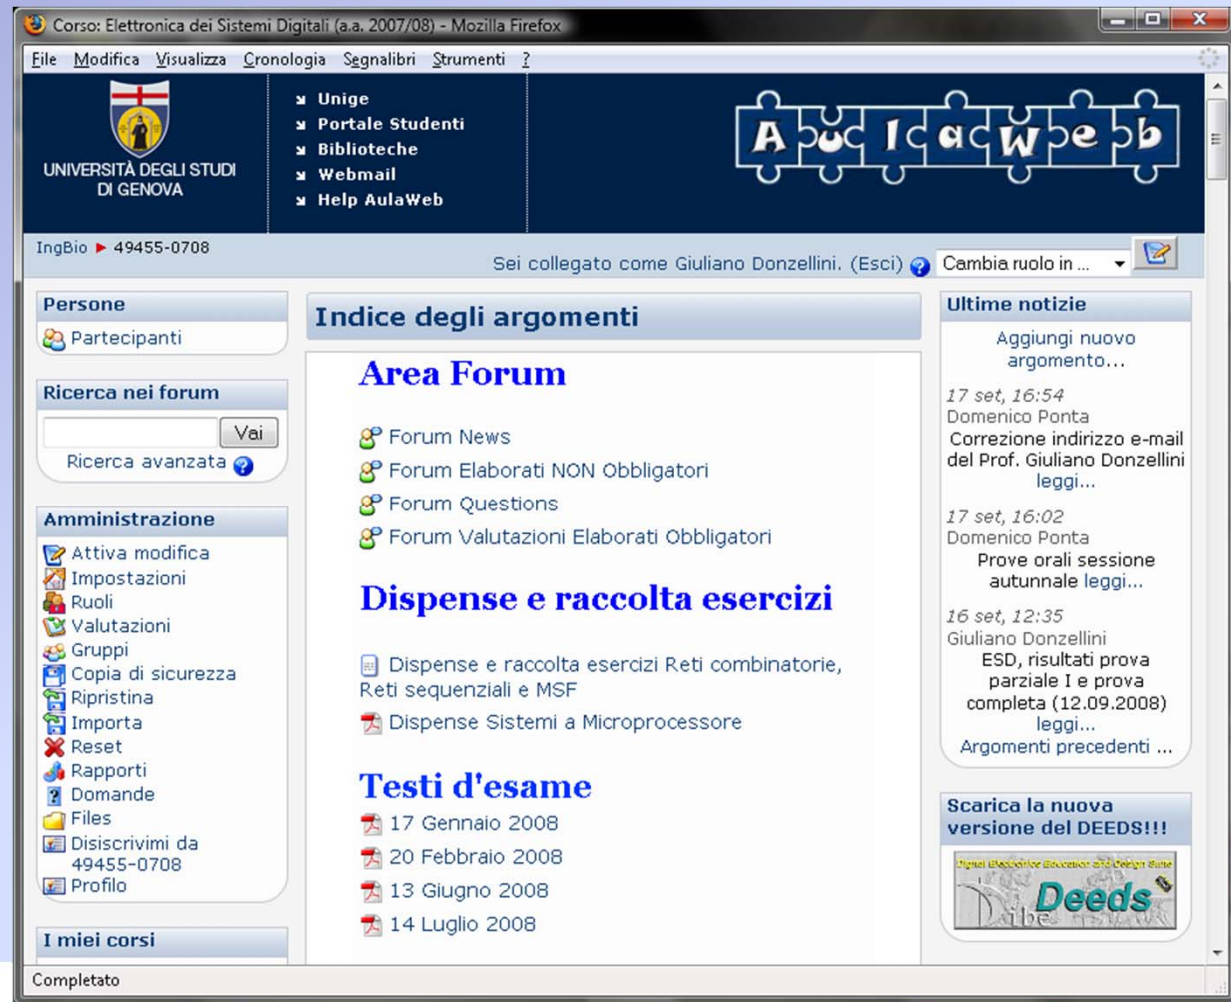 Corso: Elettronica dei Sistemi Digitali (a.a. 2007/08) - Mozilla Firefox
File Modifica Visualizza Cronologia Segnalibri Strumenti ?
UNIVERSITÀ DEGLI STUDI
DI GENOVA
Unige
Portale Studenti
Biblioteche
Webmail
Help AulaWeb
AulaWeb
IngBio ► 49455-0708
Sei collegato come Giuliano Donzellini. (Esci)
Cambia ruolo in ...
Persone
Partecipanti
Ricerca nei forum
Vai
Ricerca avanzata
Amministrazione
Attiva modifica
Impostazioni
Ruoli
Valutazioni
Gruppi
Copia di sicurezza
Ripristina
Importa
Reset
Rapporti
Domande
Files
Disiscrivimi da
49455-0708
Profilo
I miei corsi
Indice degli argomenti
Area Forum
Forum News
Forum Elaborati NON Obbligatori
Forum Questions
Forum Valutazioni Elaborati Obbligatori
Dispense e raccolta esercizi
Dispense e raccolta esercizi Reti combinatorie,
Reti sequenziali e MSF
Dispense Sistemi a Microprocessore
Testi d'esame
17 Gennaio 2008
20 Febbraio 2008
13 Giugno 2008
14 Luglio 2008
Ultime notizie
Aggiungi nuovo
argomento...
17 set, 16:54
Domenico Ponta
Correzione indirizzo e-mail
del Prof. Giuliano Donzellini
leggi...
17 set, 16:02
Domenico Ponta
Prove orali sessione
autunnale leggi...
16 set, 12:35
Giuliano Donzellini
ESD, risultati prova
parziale I e prova
completa (12.09.2008)
leggi...
Argomenti precedenti ...
Scarica la nuova
versione del DEEDS!!!
Digital Electronics Education and Design Suite
Deeds
Dibe
Completato